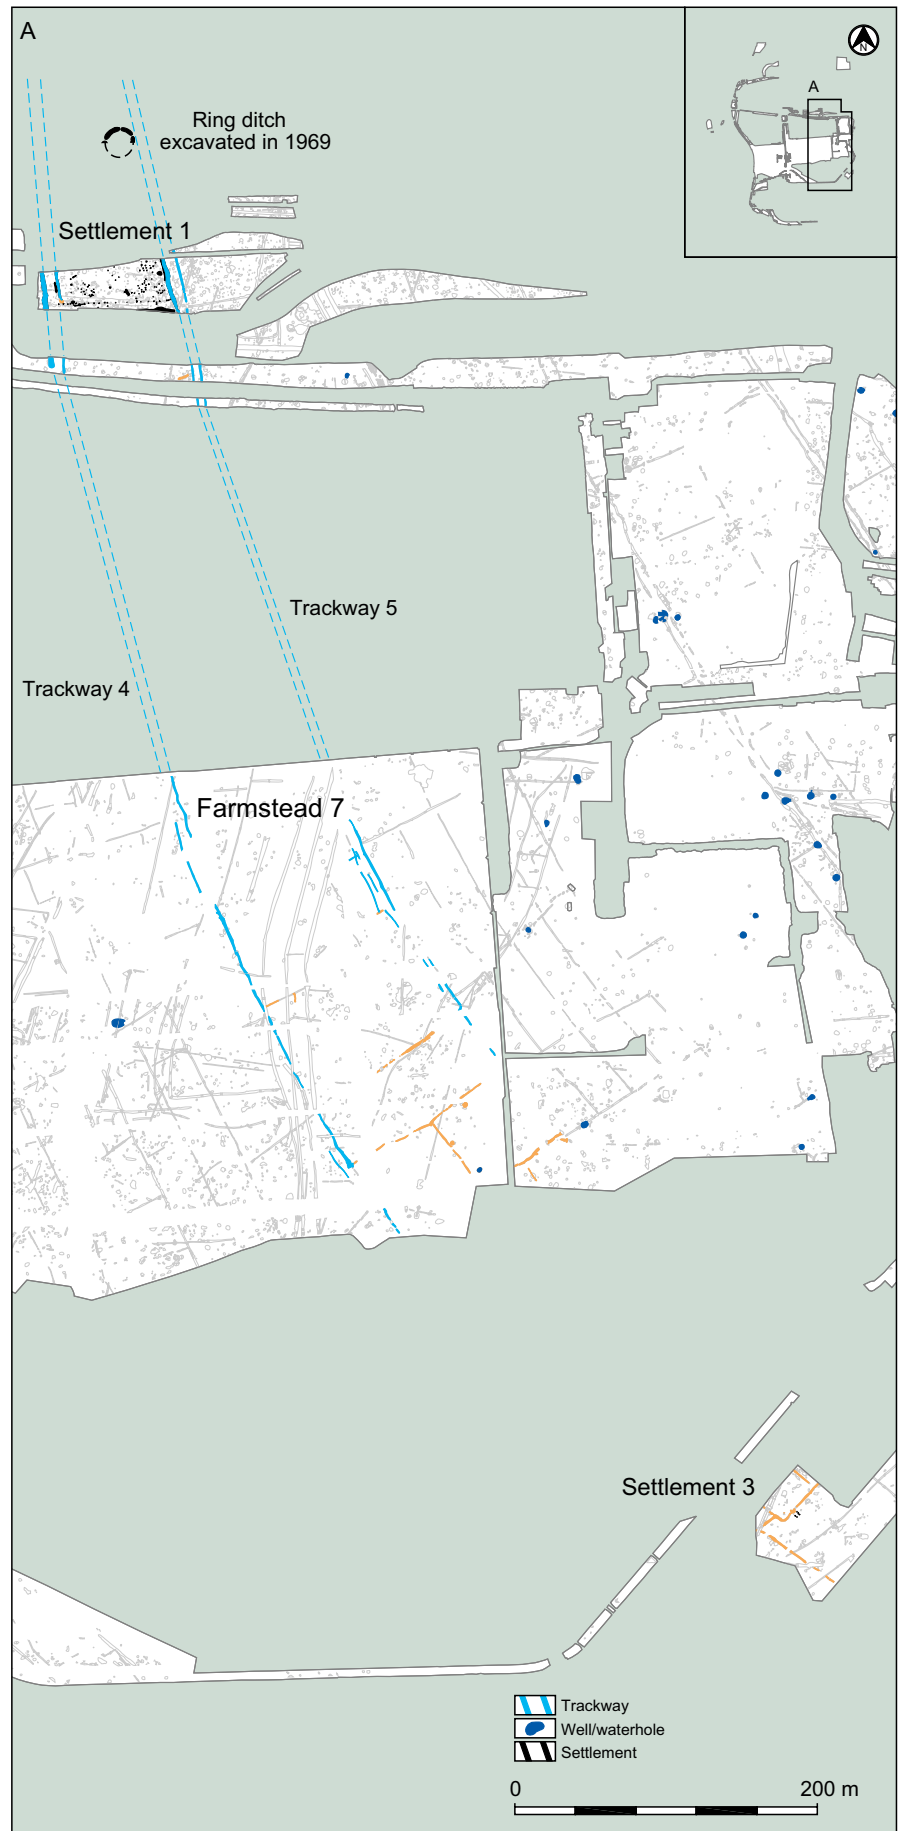 A
N
A
Ring ditch
excavated in 1969
Settlement 1
Trackway 5
Trackway 4
Farmstead 7
Settlement 3
Trackway
Well/waterhole
Settlement
0
200 m